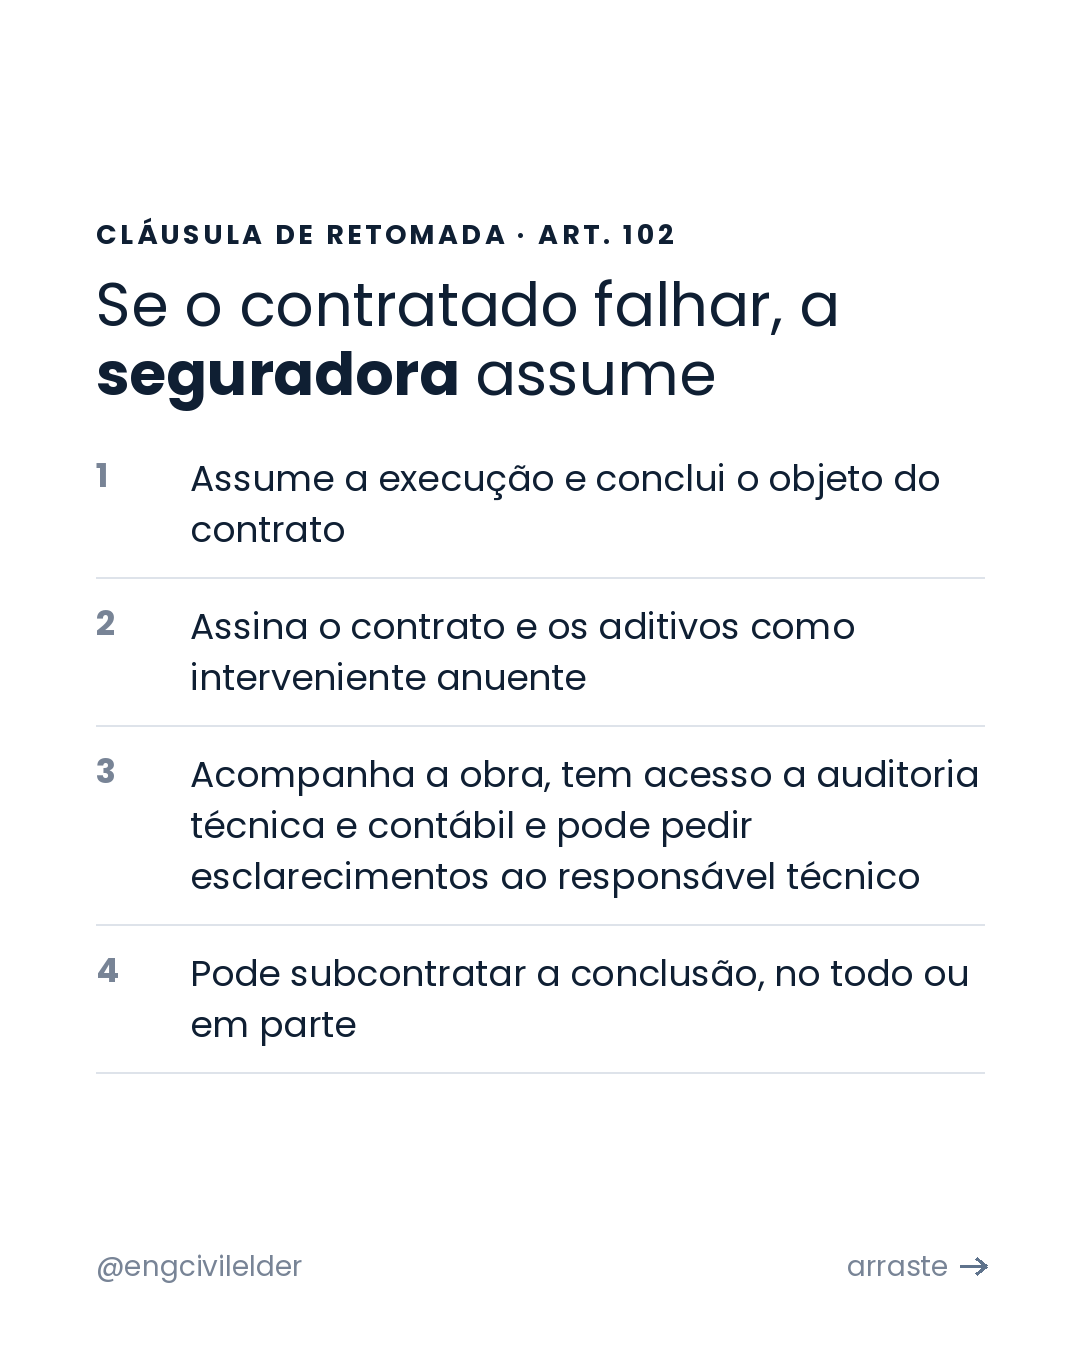 CLÁUSULA DE RETOMADA · ART. 102
Se o contratado falhar, a
seguradora assume
1 Assume a execução e conclui o objeto do
contrato
2 Assina o contrato e os aditivos como
interveniente anuente
3 Acompanha a obra, tem acesso a auditoria
técnica e contábil e pode pedir
esclarecimentos ao responsável técnico
4 Pode subcontratar a conclusão, no todo ou
em parte
@engcivilelder arraste →